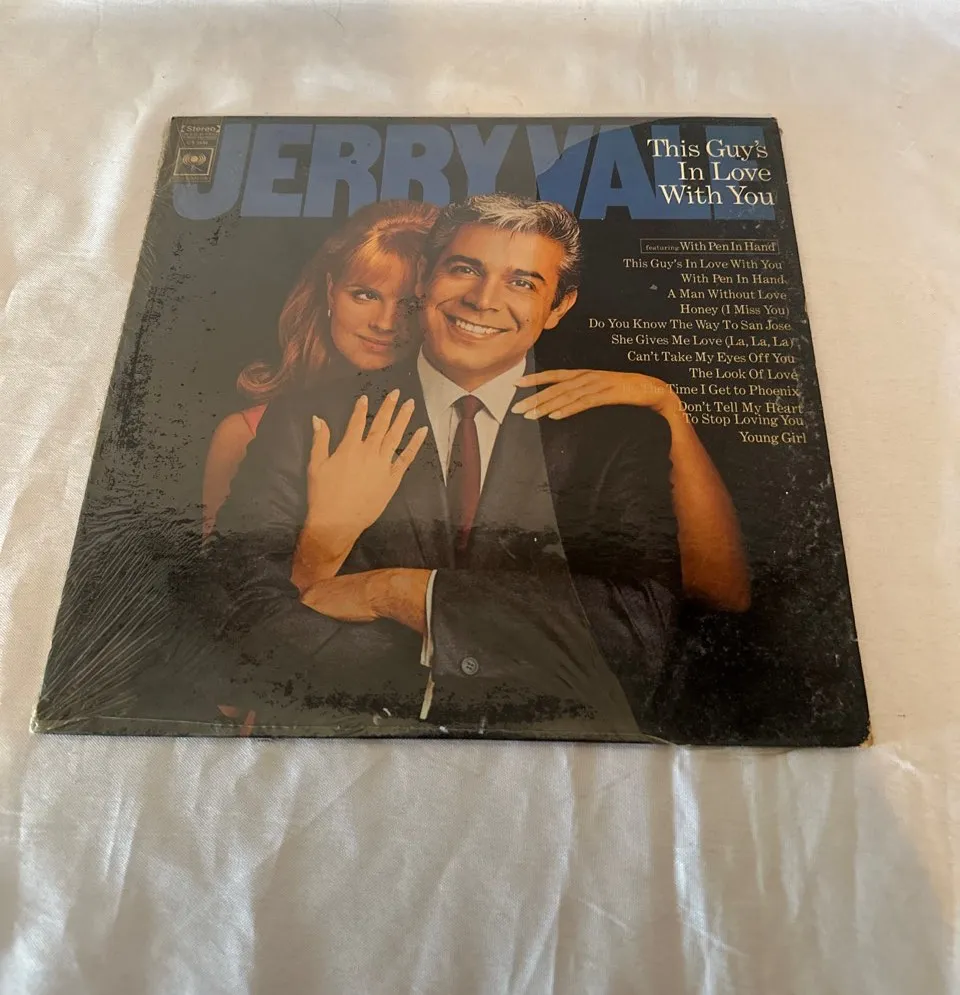 Stereo
JERRY VALE
This Guy's
In Love
With You
featuring With Pen In Hand
This Guy's In Love With You
With Pen In Hand
A Man Without Love
Honey (I Miss You)
Do You Know The Way To San Jose
She Gives Me Love (La, La, La)
Can't Take My Eyes Off You
The Look Of Love
By The Time I Get to Phoenix
Don't Tell My Heart
To Stop Loving You
Young Girl